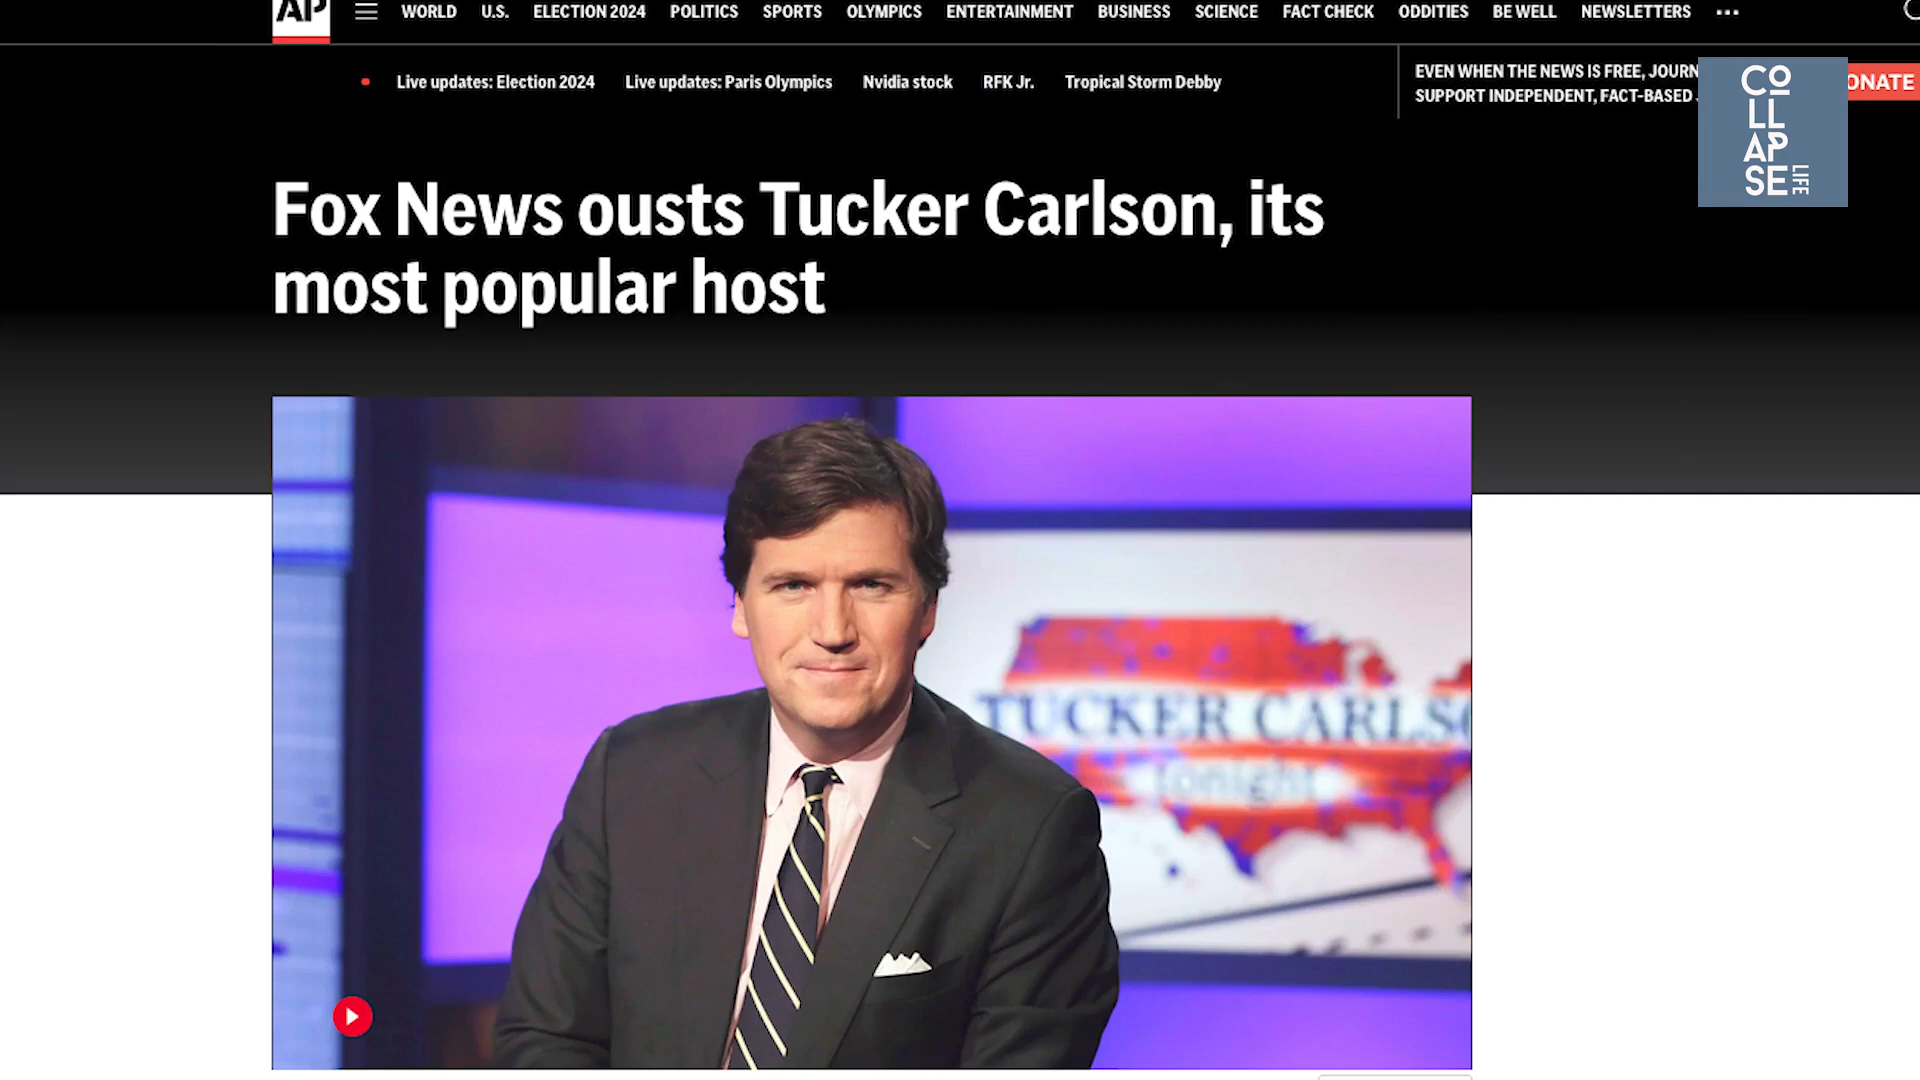 AP
WORLD U.S. ELECTION 2024 POLITICS SPORTS OLYMPICS ENTERTAINMENT BUSINESS SCIENCE FACT CHECK ODDITIES BE WELL NEWSLETTERS ...
Live updates: Election 2024 Live updates: Paris Olympics Nvidia stock RFK Jr. Tropical Storm Debby
EVEN WHEN THE NEWS IS FREE, JOURN
SUPPORT INDEPENDENT, FACT-BASED
ONATE
CO
LL
AP
SE
LIFE
Fox News ousts Tucker Carlson, its
most popular host
TUCKER CARLSO
Tonight